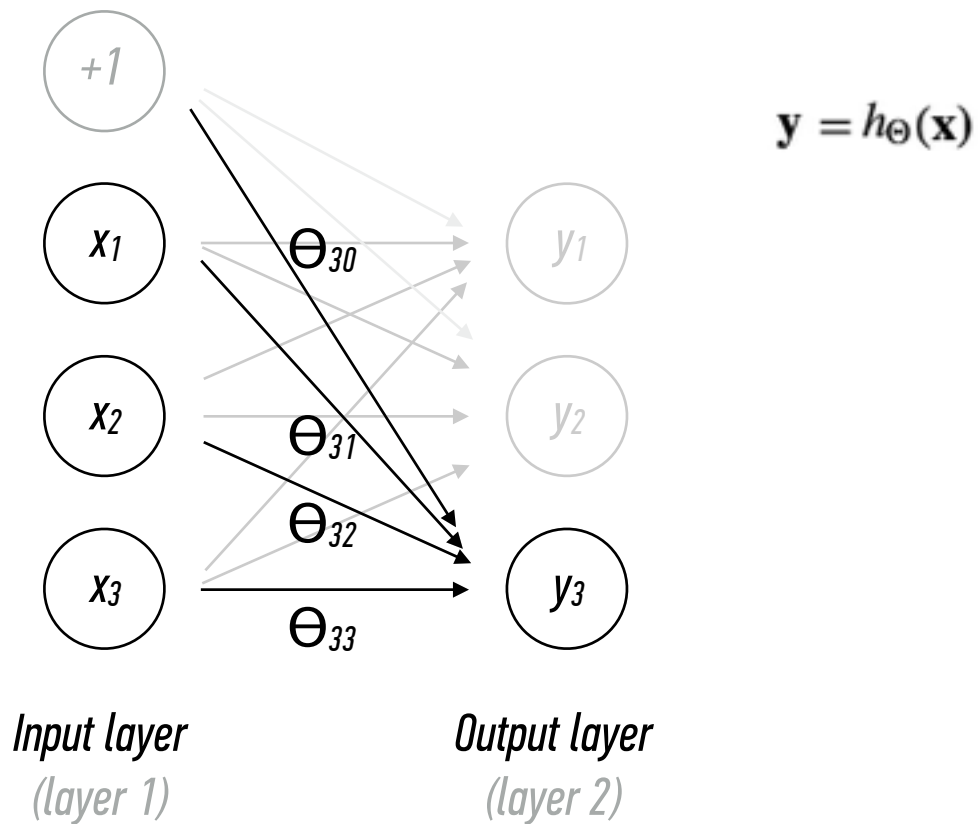 +1
𝐲 = hΘ(𝐱)
x1
Θ30
y1
x2
Θ31
y2
Θ32
x3
y3
Θ33
Input layer
(layer 1)
Output layer
(layer 2)